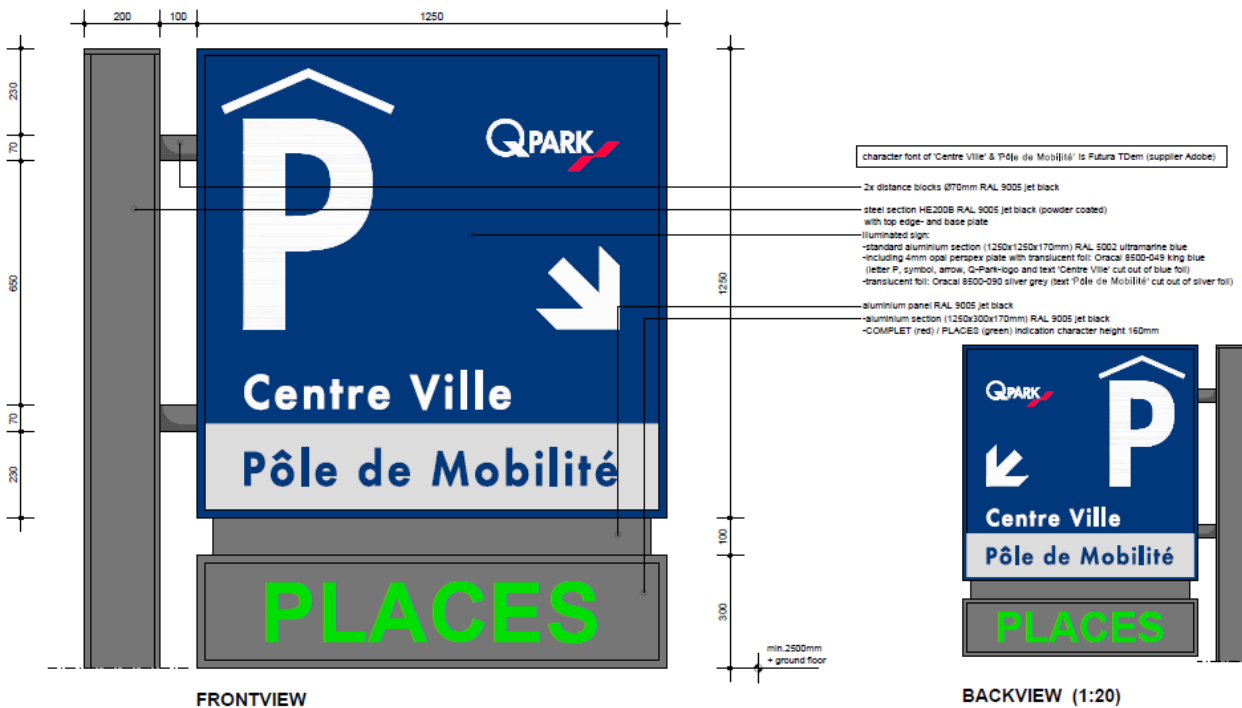 200
100
1250
230
70
650
70
230
P
QPARK
Centre Ville
Pôle de Mobilité
PLACES
1250
100
300
min.2500mm
+ ground floor
FRONTVIEW
character font of 'Centre Ville' & 'Pôle de Mobilité' is Futura TDem (supplier Adobe)
2x distance blocks Ø70mm RAL 9005 jet black
steel section HE200B RAL 9005 jet black (powder coated)
with top edge- and base plate
illuminated sign:
-standard aluminium section (1250x1250x170mm) RAL 5002 ultramarine blue
-including 4mm opal perspex plate with translucent foil: Oracal 8500-049 king blue
(letter P, symbol, arrow, Q-Park-logo and text 'Centre Ville' cut out of blue foil)
-translucent foil: Oracal 8500-090 silver grey (text 'Pôle de Mobilité' cut out of silver foil)
aluminium panel RAL 9005 jet black
-aluminium section (1250x300x170mm) RAL 9005 jet black
-COMPLET (red) / PLACES (green) indication character height 160mm
QPARK
P
Centre Ville
Pôle de Mobilité
PLACES
BACKVIEW (1:20)